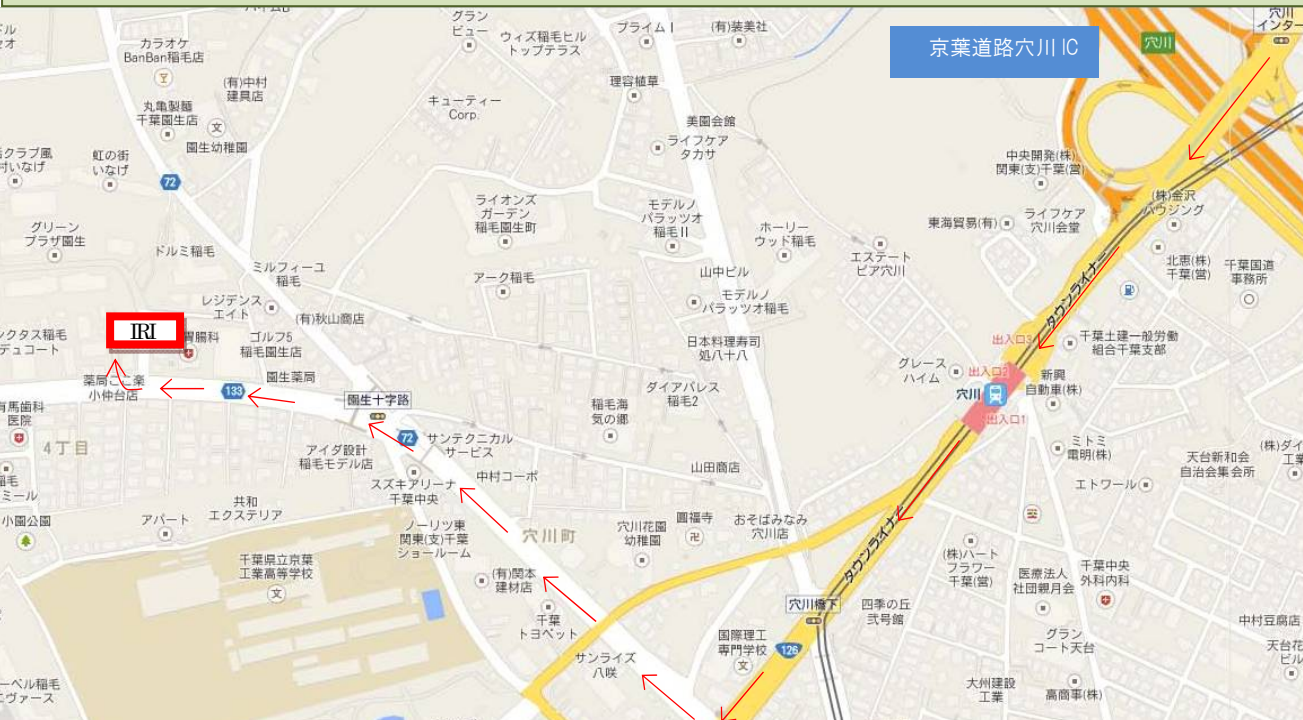 グラン
ビュー
ウィズ稲毛ヒル
トップテラス
プライムⅠ
(有)装美社
京葉道路穴川IC
穴川
穴川
インター
カラオケ
BanBan稲毛店
(有)中村
建具店
理容植草
丸亀製麺
千葉園生店
キューティー
Corp.
園生幼稚園
美園会館
ライフケア
タカサ
虹の街
いなげ
72
中央開発(株)
関東(支)千葉(営)
(株)金沢
ハウジング
ライオンズ
ガーデン
稲毛園生町
モデルノ
パラッツオ
稲毛Ⅱ
ホーリー
ウッド稲毛
東海貿易(有)
ライフケア
穴川会堂
グリーン
プラザ園生
ドルミ稲毛
エステート
ピア穴川
北恵(株)
千葉(営)
千葉国道
事務所
ミルフィーユ
稲毛
アーク稲毛
山中ビル
タウンライナー
モデルノ
パラッツオ稲毛
レジデンス
エイト
(有)秋山商店
IRI
胃腸科
ゴルフ5
稲毛園生店
日本料理寿司
処八十八
出入口3
千葉土建一般労働
組合千葉支部
薬局ここ楽
小仲台店
園生薬局
133
グレース
ハイム
出入口2
新興
自動車(株)
穴川
出入口1
ダイアパレス
稲毛2
園生十字路
稲毛海
気の郷
有馬歯科
医院
4丁目
72
サンテクニカル
サービス
アイダ設計
稲毛モデル店
ミトミ
電明(株)
天台新和会
自治会集会所
スズキアリーナ
千葉中央
中村コーポ
山田商店
エトワール
小園公園
アパート
共和
エクステリア
ノーリツ東
関東(支)千葉
ショールーム
穴川町
穴川花園
幼稚園
圓福寺
おそばみなみ
穴川店
タウンライナー
千葉県立京葉
工業高等学校
(株)ハート
フラワー
千葉(営)
医療法人
社団親月会
千葉中央
外科内科
(有)関本
建材店
千葉
トヨペット
穴川橋下
四季の丘
弐号館
中村豆腐店
国際理工
専門学校
126
グラン
コート天台
サンライズ
八咲
大州建設
工業
高商事(株)